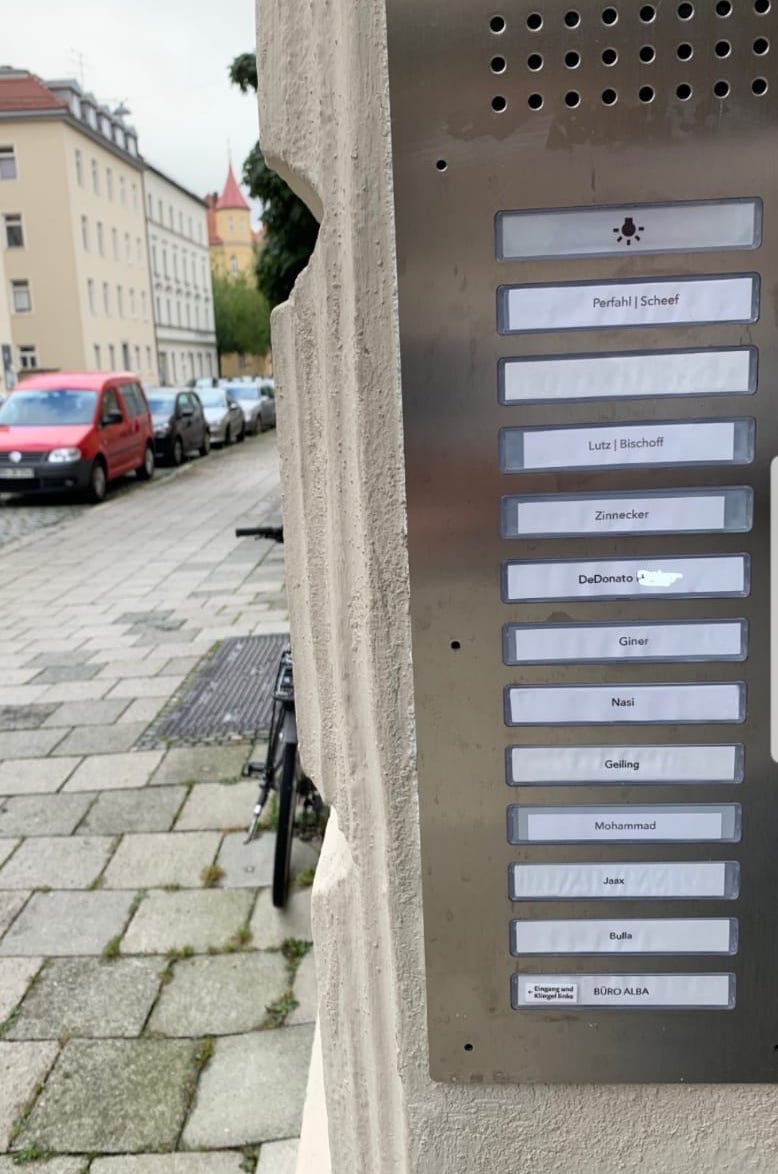 Perfahl | Scheef
Lutz | Bischoff
Zinnecker
DeDonato
Giner
Nasi
Geiling
Mohammad
Jaax
Bulla
Eingang und
Klingel links
BÜRO ALBA